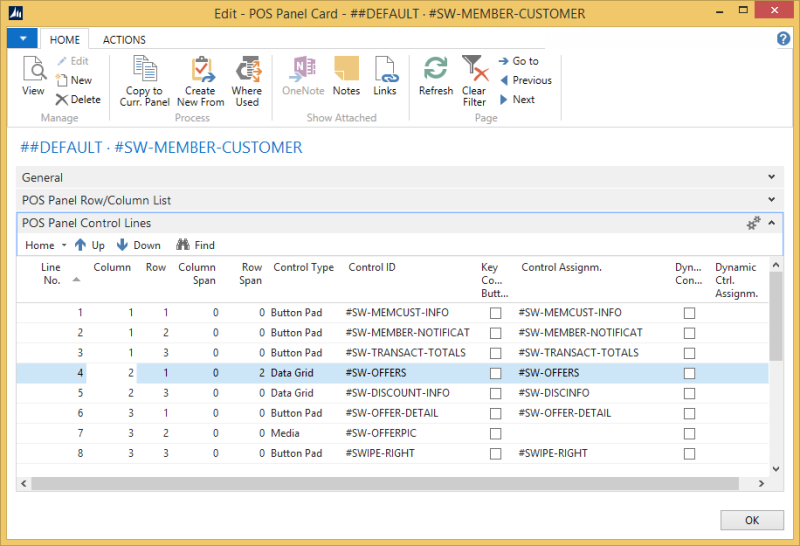 Edit - POS Panel Card - ##DEFAULT · #SW-MEMBER-CUSTOMER
HOME ACTIONS
View Edit New Delete Copy to Curr. Panel Create New From Where Used OneNote Notes Links Refresh Clear Filter Go to Previous Next
Manage Process Show Attached Page
##DEFAULT · #SW-MEMBER-CUSTOMER
General
POS Panel Row/Column List
POS Panel Control Lines
Home Up Down Find
Line No. Column Row Column Span Row Span Control Type Control ID Key Co... Butt... Control Assignm. Dyn... Con... Dynamic Ctrl. Assignm.
1 1 1 0 0 Button Pad #SW-MEMCUST-INFO #SW-MEMCUST-INFO
2 1 2 0 0 Button Pad #SW-MEMBER-NOTIFICAT #SW-MEMBER-NOTIFICAT
3 1 3 0 0 Button Pad #SW-TRANSACT-TOTALS #SW-TRANSACT-TOTALS
4 2 1 0 2 Data Grid #SW-OFFERS #SW-OFFERS
5 2 3 0 0 Data Grid #SW-DISCOUNT-INFO #SW-DISCINFO
6 3 1 0 0 Button Pad #SW-OFFER-DETAIL #SW-OFFER-DETAIL
7 3 2 0 0 Media #SW-OFFERPIC
8 3 3 0 0 Button Pad #SWIPE-RIGHT #SWIPE-RIGHT
OK